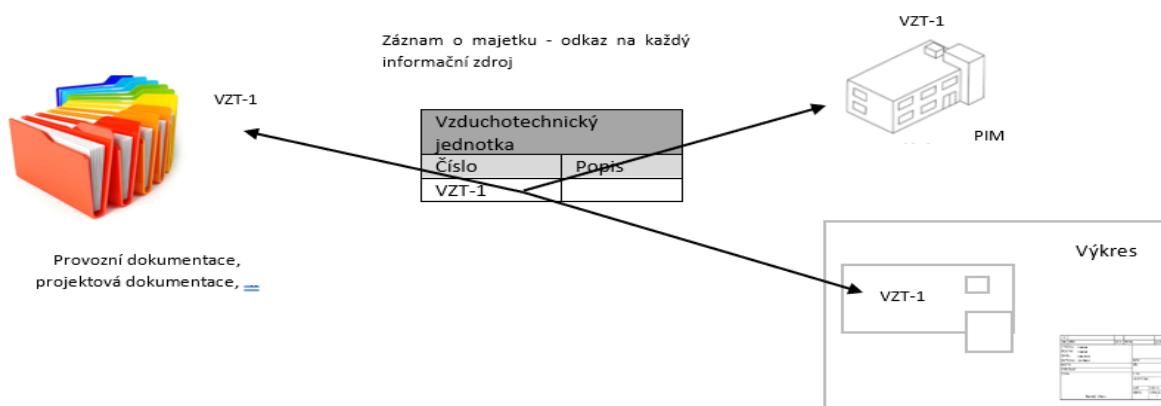 VZT-1
Záznam o majetku - odkaz na každý
informační zdroj
VZT-1
Vzduchotechnický
jednotka
Číslo Popis
VZT-1
PIM
Provozní dokumentace,
projektová dokumentace, ...
Výkres
VZT-1